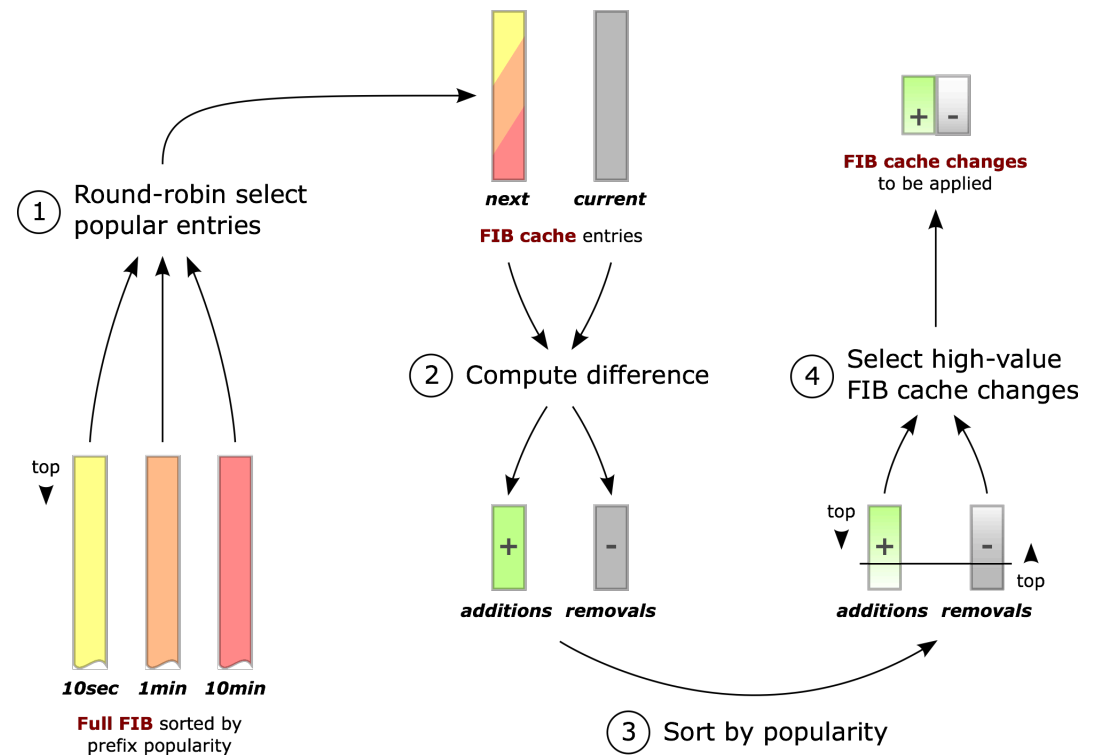 1
Round-robin select
popular entries
top
10sec
1min
10min
Full FIB sorted by
prefix popularity
next
current
FIB cache entries
2
Compute difference
+
-
additions
removals
3
Sort by popularity
top
+
-
top
additions
removals
4
Select high-value
FIB cache changes
+
-
FIB cache changes
to be applied